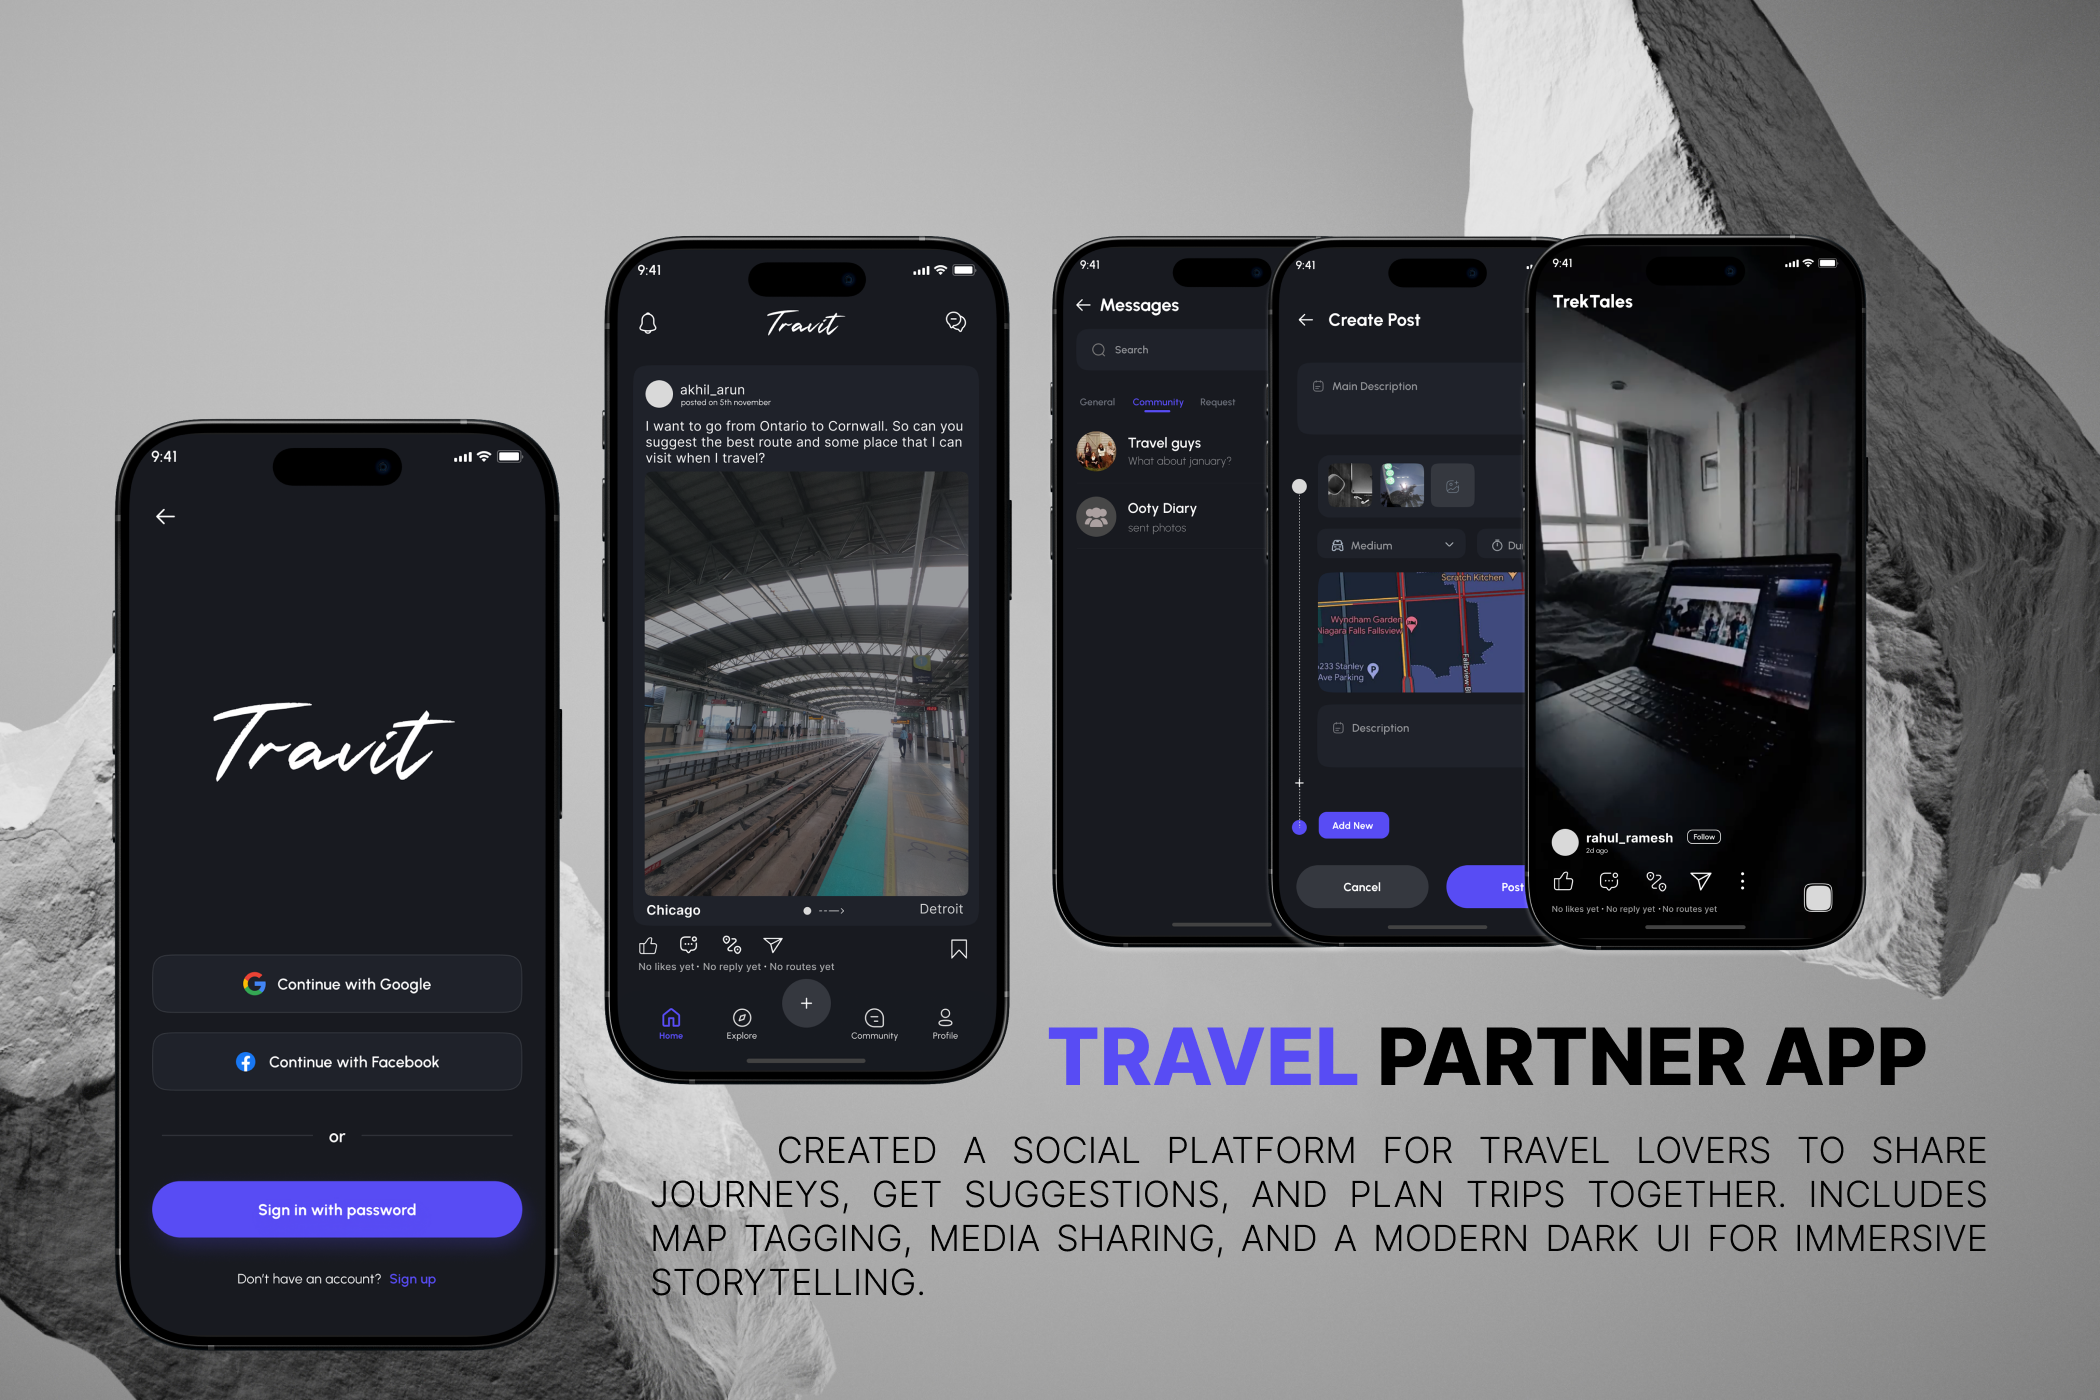 9:41
Travit
Continue with Google
Continue with Facebook
or
Sign in with password
Don't have an account? Sign up
9:41
Travit
akhil_arun
posted on 5th november
I want to go from Ontario to Cornwall. So can you
suggest the best route and some place that I can
visit when I travel?
Chicago
Detroit
No likes yet • No reply yet • No routes yet
Home
Explore
Community
Profile
9:41
Messages
Search
General Community Request
Travel guys
What about january?
Ooty Diary
sent photos
9:41
Create Post
Main Description
Medium
Du
Scratch Kitchen
Wyndham Garden
Niagara Falls Fallsview
Stanley
Ave Parking
Fallsview Bl
Description
Add New
Cancel
Post
9:41
TrekTales
rahul_ramesh
Follow
2d ago
No likes yet • No reply yet • No routes yet
TRAVEL PARTNER APP
CREATED A SOCIAL PLATFORM FOR TRAVEL LOVERS TO SHARE
JOURNEYS, GET SUGGESTIONS, AND PLAN TRIPS TOGETHER. INCLUDES
MAP TAGGING, MEDIA SHARING, AND A MODERN DARK UI FOR IMMERSIVE
STORYTELLING.